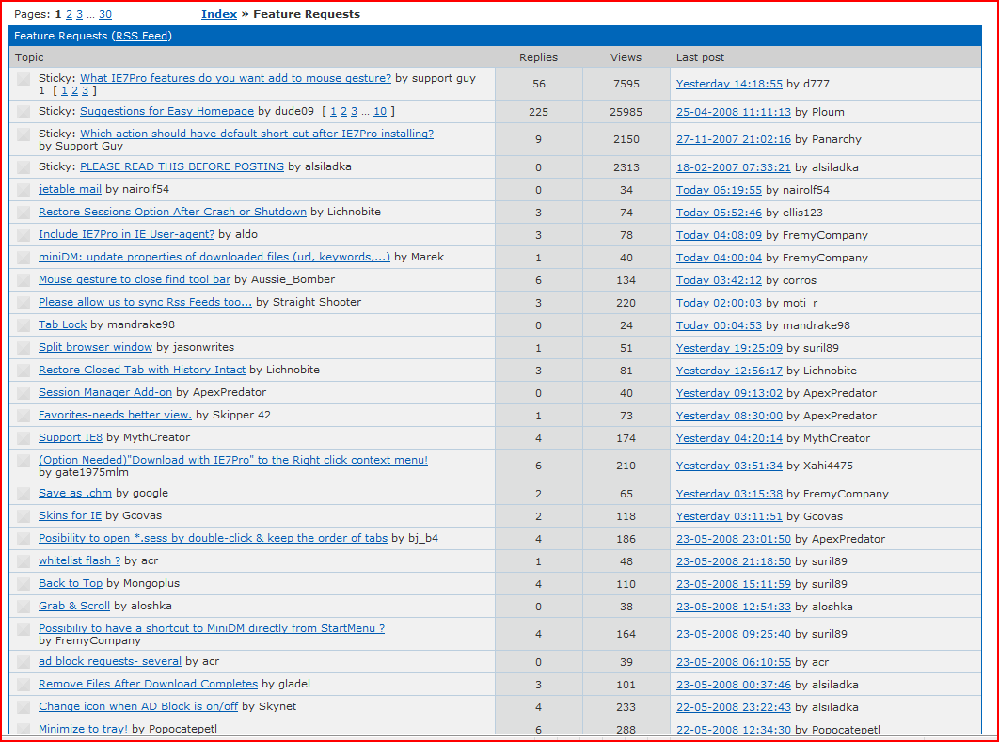 Pages: 1 2 3 ... 30 Index » Feature Requests
Feature Requests (RSS Feed)
Topic Replies Views Last post
Sticky: What IE7Pro features do you want add to mouse gesture? by support guy
1 [ 1 2 3 ] 56 7595 Yesterday 14:18:55 by d777
Sticky: Suggestions for Easy Homepage by dude09 [ 1 2 3 ... 10 ] 225 25985 25-04-2008 11:11:13 by Ploum
Sticky: Which action should have default short-cut after IE7Pro installing?
by Support Guy 9 2150 27-11-2007 21:02:16 by Panarchy
Sticky: PLEASE READ THIS BEFORE POSTING by alsiladka 0 2313 18-02-2007 07:33:21 by alsiladka
jetable mail by nairolf54 0 34 Today 06:19:55 by nairolf54
Restore Sessions Option After Crash or Shutdown by Lichnobite 3 74 Today 05:52:46 by ellis123
Include IE7Pro in IE User-agent? by aldo 3 78 Today 04:08:09 by FremyCompany
miniDM: update properties of downloaded files (url, keywords,...) by Marek 1 40 Today 04:00:04 by FremyCompany
Mouse gesture to close find tool bar by Aussie_Bomber 6 134 Today 03:42:12 by corros
Please allow us to sync Rss Feeds too... by Straight Shooter 3 220 Today 02:00:03 by moti_r
Tab Lock by mandrake98 0 24 Today 00:04:53 by mandrake98
Split browser window by jasonwrites 1 51 Yesterday 19:25:09 by suril89
Restore Closed Tab with History Intact by Lichnobite 3 81 Yesterday 12:56:17 by Lichnobite
Session Manager Add-on by ApexPredator 0 40 Yesterday 09:13:02 by ApexPredator
Favorites-needs better view. by Skipper 42 1 73 Yesterday 08:30:00 by ApexPredator
Support IE8 by MythCreator 4 174 Yesterday 04:20:14 by MythCreator
(Option Needed)"Download with IE7Pro" to the Right click context menu!
by gate1975mlm 6 210 Yesterday 03:51:34 by Xahi4475
Save as .chm by google 2 65 Yesterday 03:15:38 by FremyCompany
Skins for IE by Gcovas 2 118 Yesterday 03:11:51 by Gcovas
Posibility to open *.sess by double-click & keep the order of tabs by bj_b4 4 186 23-05-2008 23:01:50 by ApexPredator
whitelist flash ? by acr 1 48 23-05-2008 21:18:50 by suril89
Back to Top by Mongoplus 4 110 23-05-2008 15:11:59 by suril89
Grab & Scroll by aloshka 0 38 23-05-2008 12:54:33 by aloshka
Possibiliy to have a shortcut to MiniDM directly from StartMenu ?
by FremyCompany 4 164 23-05-2008 09:25:40 by suril89
ad block requests- several by acr 0 39 23-05-2008 06:10:55 by acr
Remove Files After Download Completes by gladel 3 101 23-05-2008 00:37:46 by alsiladka
Change icon when AD Block is on/off by Skynet 4 233 22-05-2008 23:22:43 by alsiladka
Minimize to tray! by Popocatepetl 6 288 22-05-2008 12:34:30 by Popocatepetl